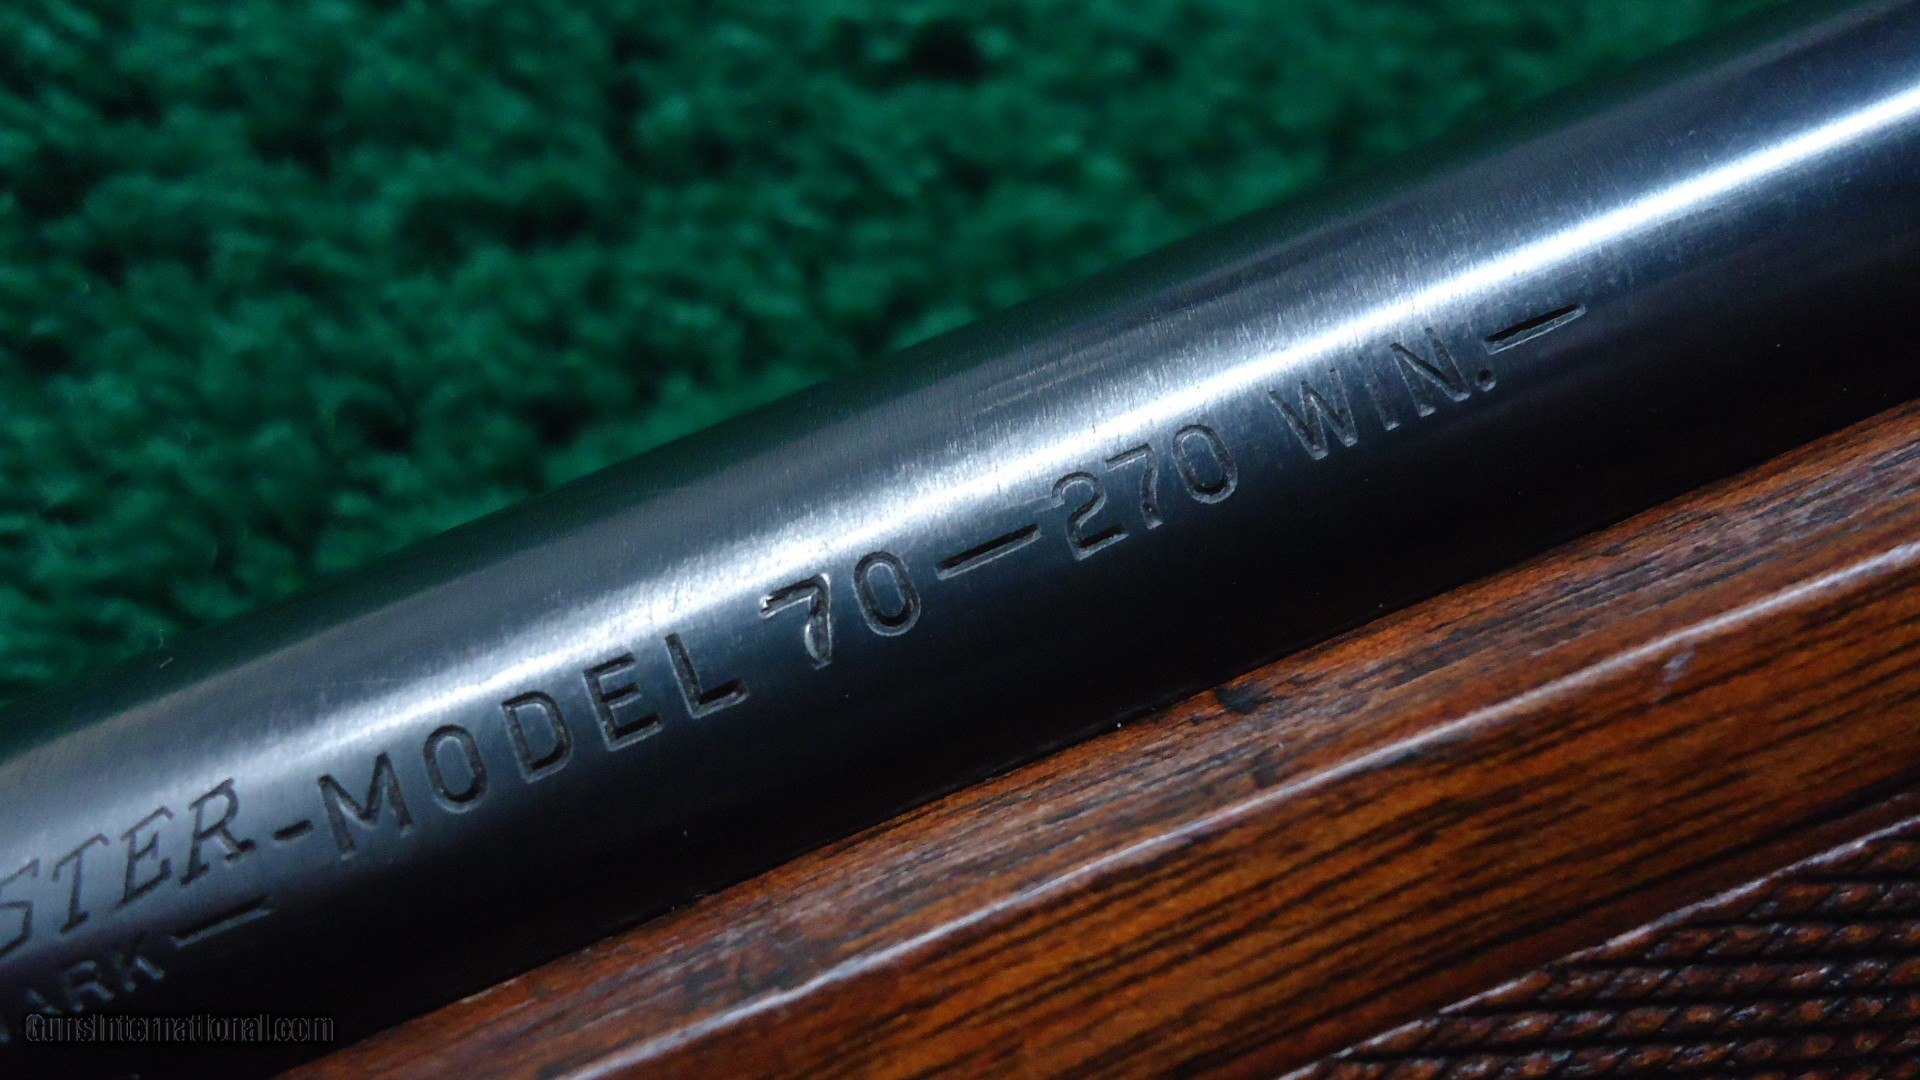 STER-MODEL 70-270 WIN.-
ARK-
GunsInternational.com